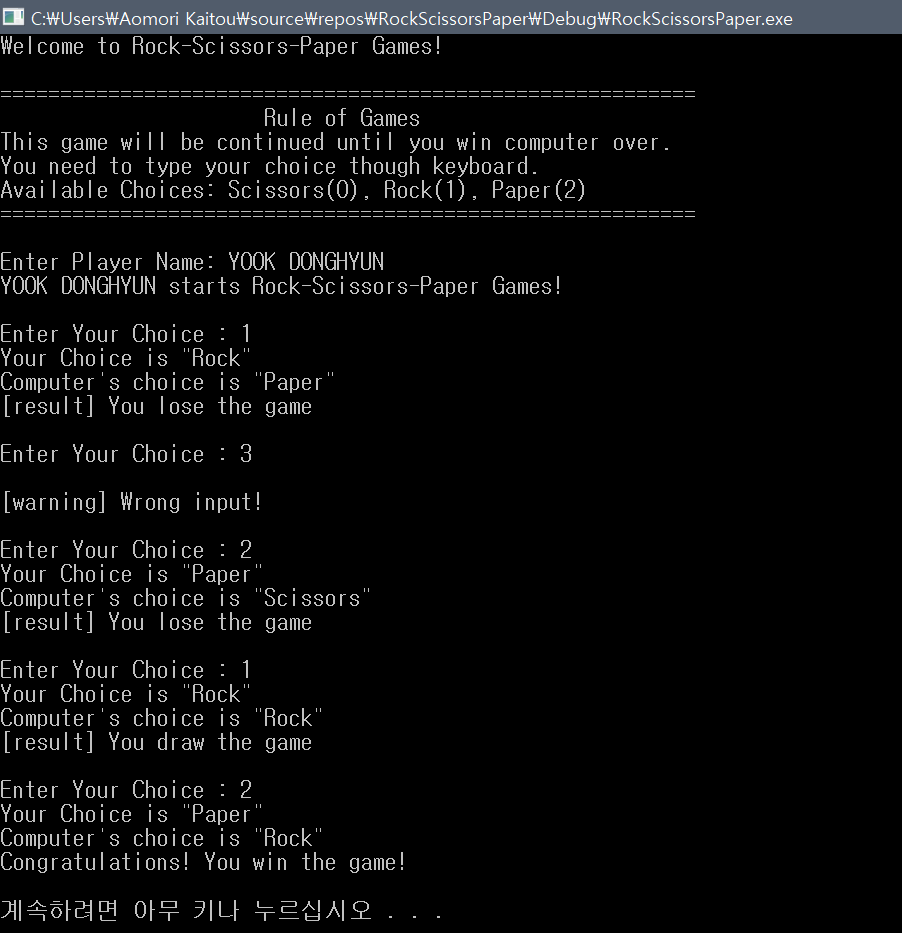 C:₩Users₩Aomori Kaitou₩source₩repos₩RockScissorsPaper₩Debug₩RockScissorsPaper.exe
Welcome to Rock-Scissors-Paper Games!
==========================================================
Rule of Games
This game will be continued until you win computer over.
You need to type your choice though keyboard.
Available Choices: Scissors(0), Rock(1), Paper(2)
==========================================================
Enter Player Name: YOOK DONGHYUN
YOOK DONGHYUN starts Rock-Scissors-Paper Games!
Enter Your Choice : 1
Your Choice is "Rock"
Computer's choice is "Paper"
[result] You lose the game
Enter Your Choice : 3
[warning] Wrong input!
Enter Your Choice : 2
Your Choice is "Paper"
Computer's choice is "Scissors"
[result] You lose the game
Enter Your Choice : 1
Your Choice is "Rock"
Computer's choice is "Rock"
[result] You draw the game
Enter Your Choice : 2
Your Choice is "Paper"
Computer's choice is "Rock"
Congratulations! You win the game!
계속하려면 아무 키나 누르십시오 . . .